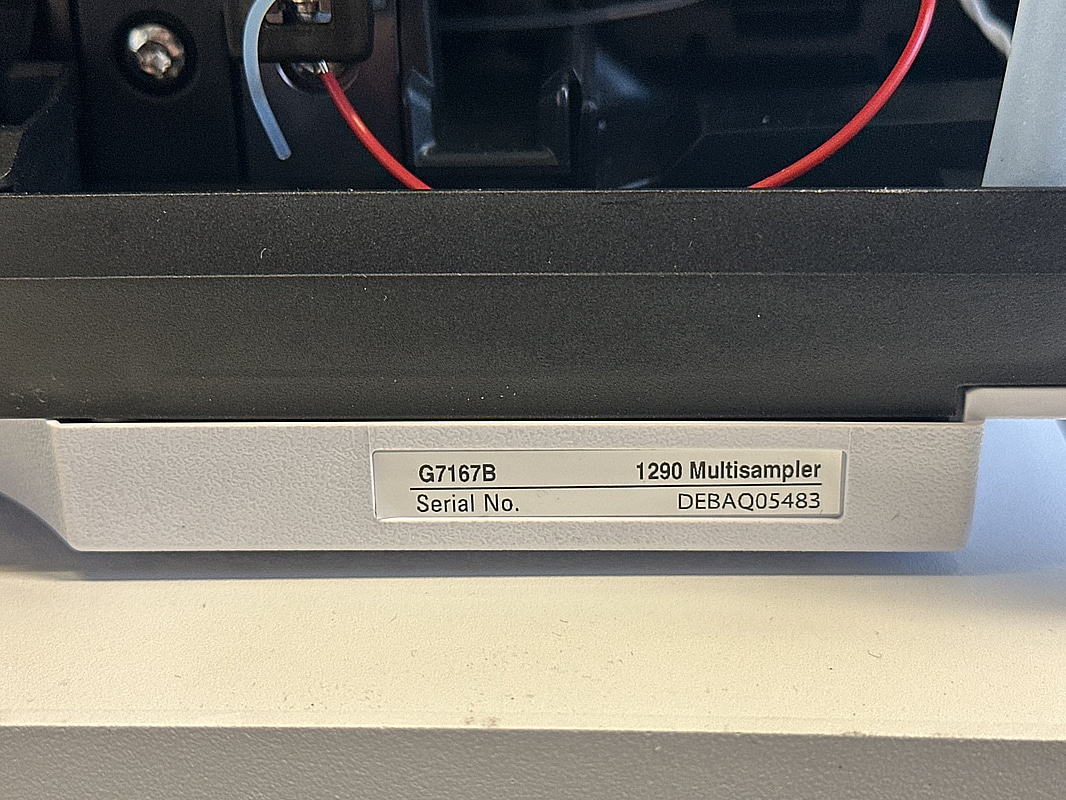 G7167B 1290 Multisampler
Serial No. DEBAQ05483